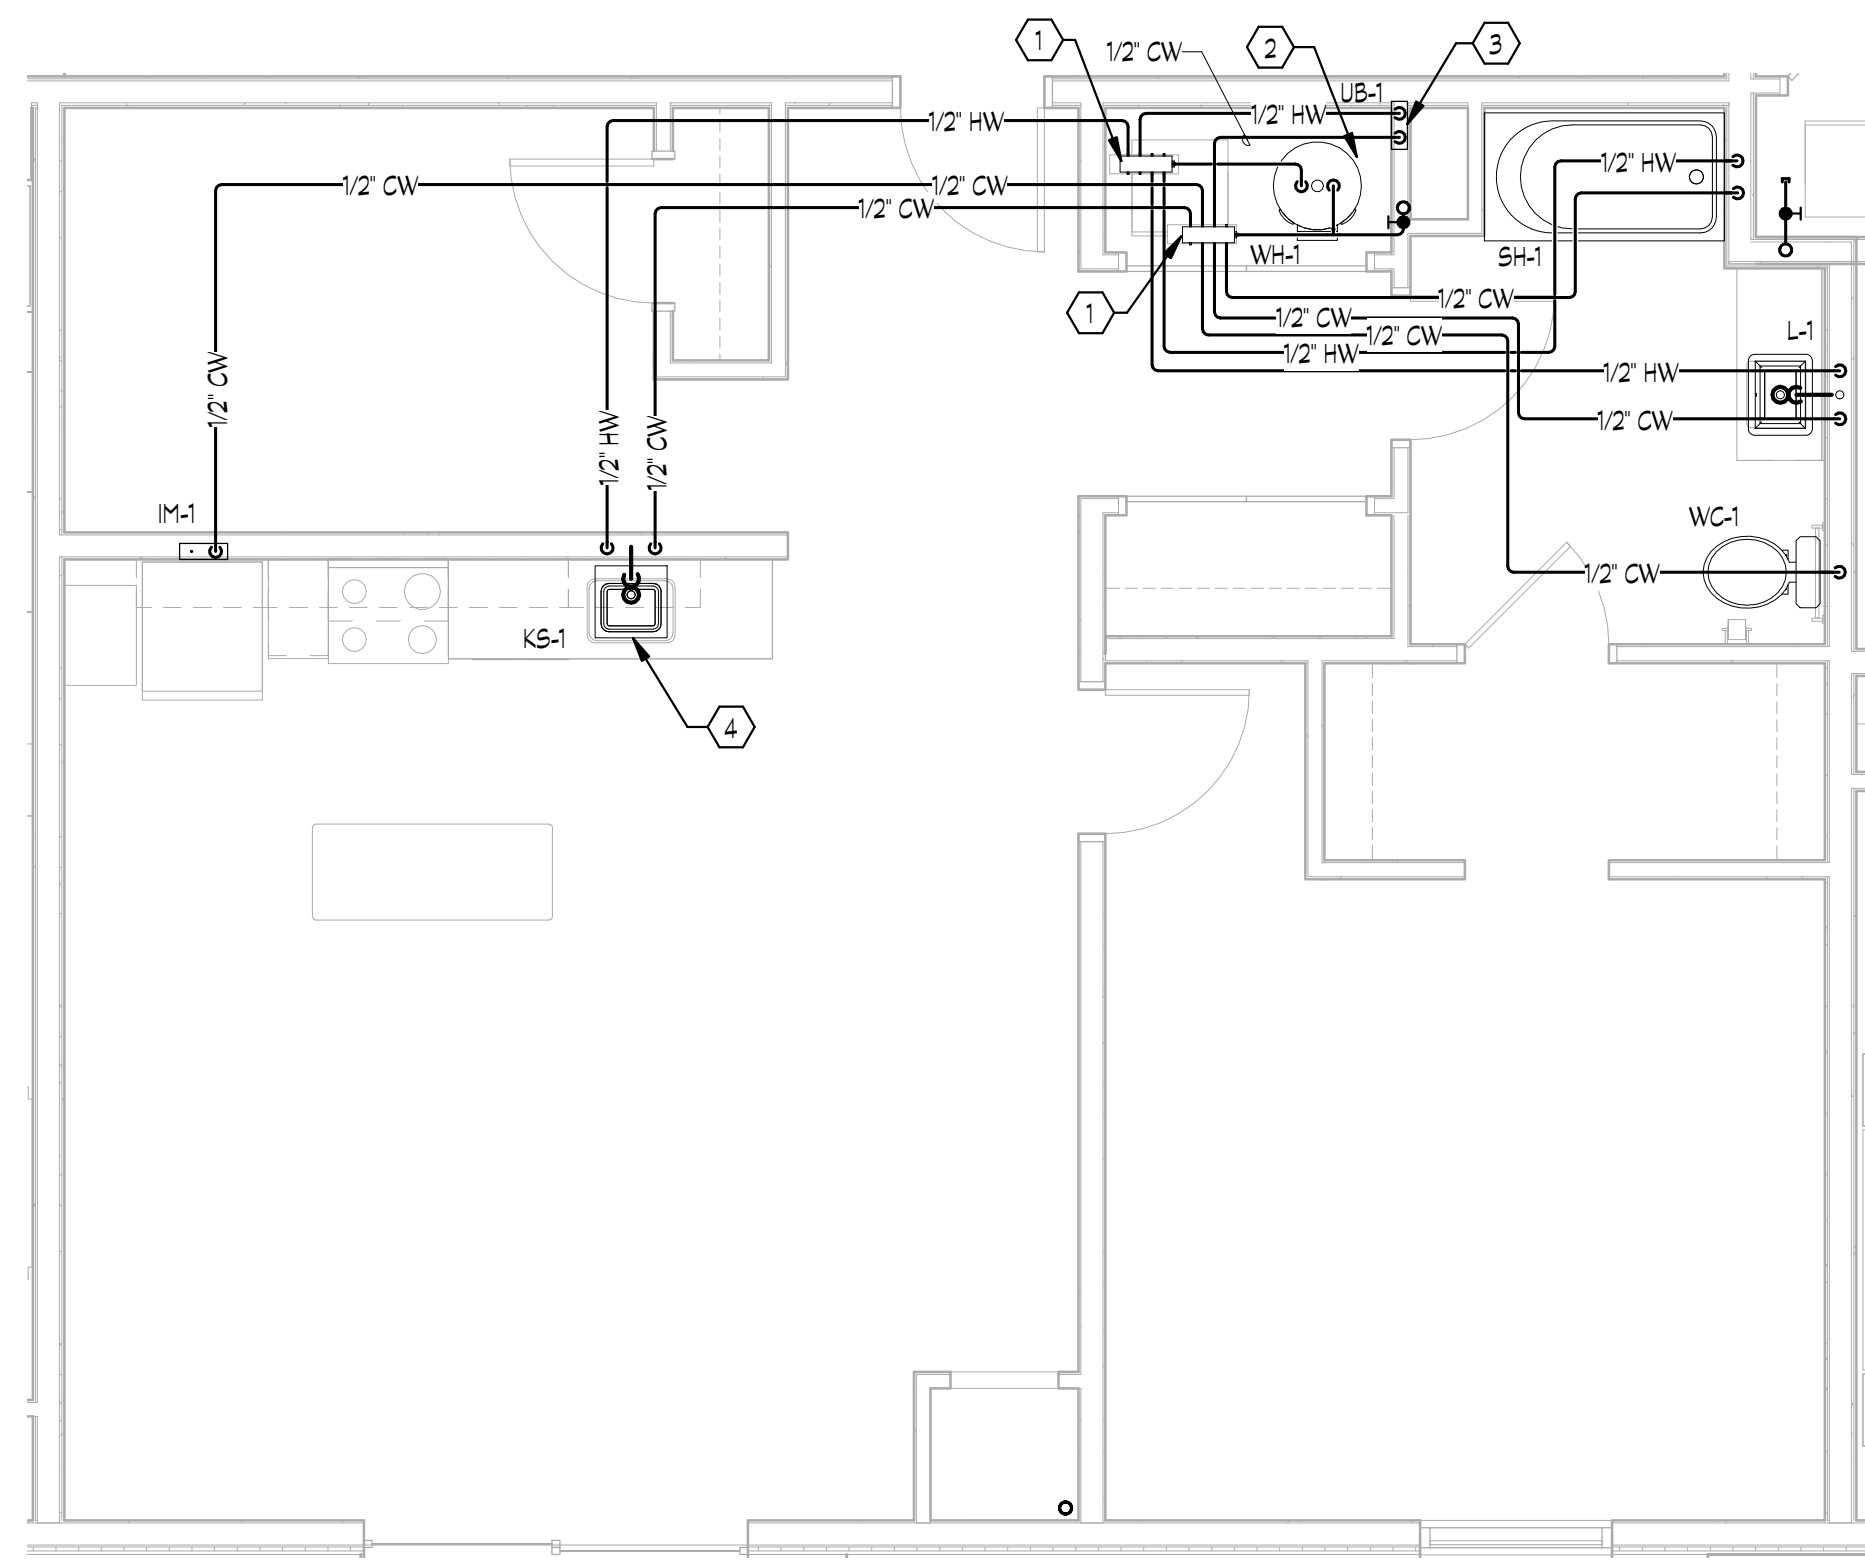 1
1/2" CW
2
3
UB-1
1/2" HW
1/2" HW
1/2" HW
1/2" CW
1/2" CW
1/2" CW
WH-1
SH-1
1
1/2" CW
1/2" CW
1/2" CW
1/2" HW
L-1
1/2" HW
1/2" CW
1/2" CW
1/2" HW
1/2" CW
IM-1
WC-1
1/2" CW
KS-1
4